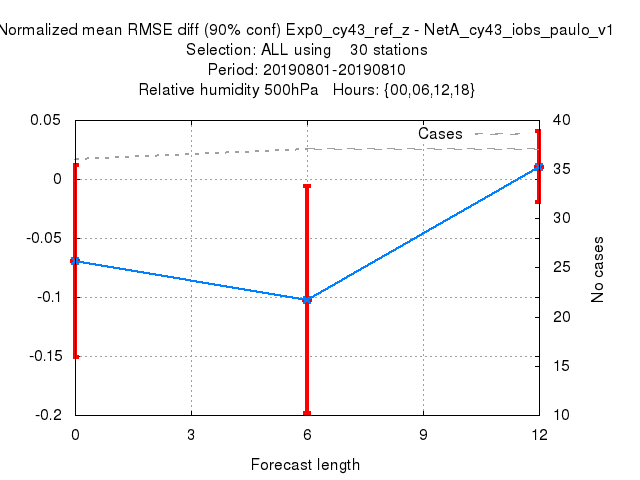 Normalized mean RMSE diff (90% conf) Exp0_cy43_ref_z - NetA_cy43_iobs_paulo_v1
Selection: ALL using 30 stations
Period: 20190801-20190810
Relative humidity 500hPa Hours: {00,06,12,18}
0.05
0
-0.05
-0.1
-0.15
-0.2
Cases
40
35
30
25
20
15
10
No cases
0 3 6 9 12
Forecast length